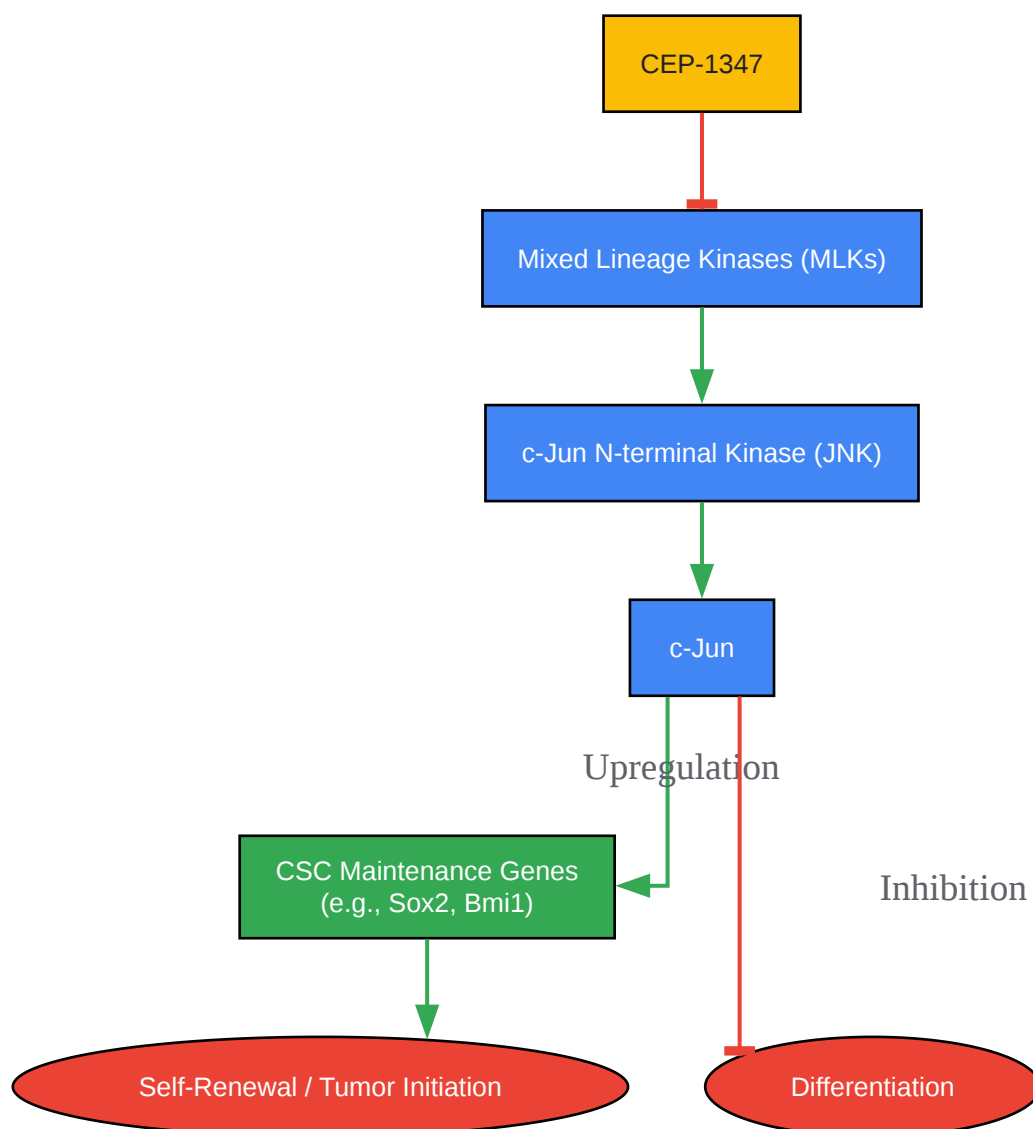 CEP-1347
Mixed Lineage Kinases (MLKs)
c-Jun N-terminal Kinase (JNK)
c-Jun
Upregulation
CSC Maintenance Genes
(e.g., Sox2, Bmi1)
Inhibition
Self-Renewal / Tumor Initiation
Differentiation